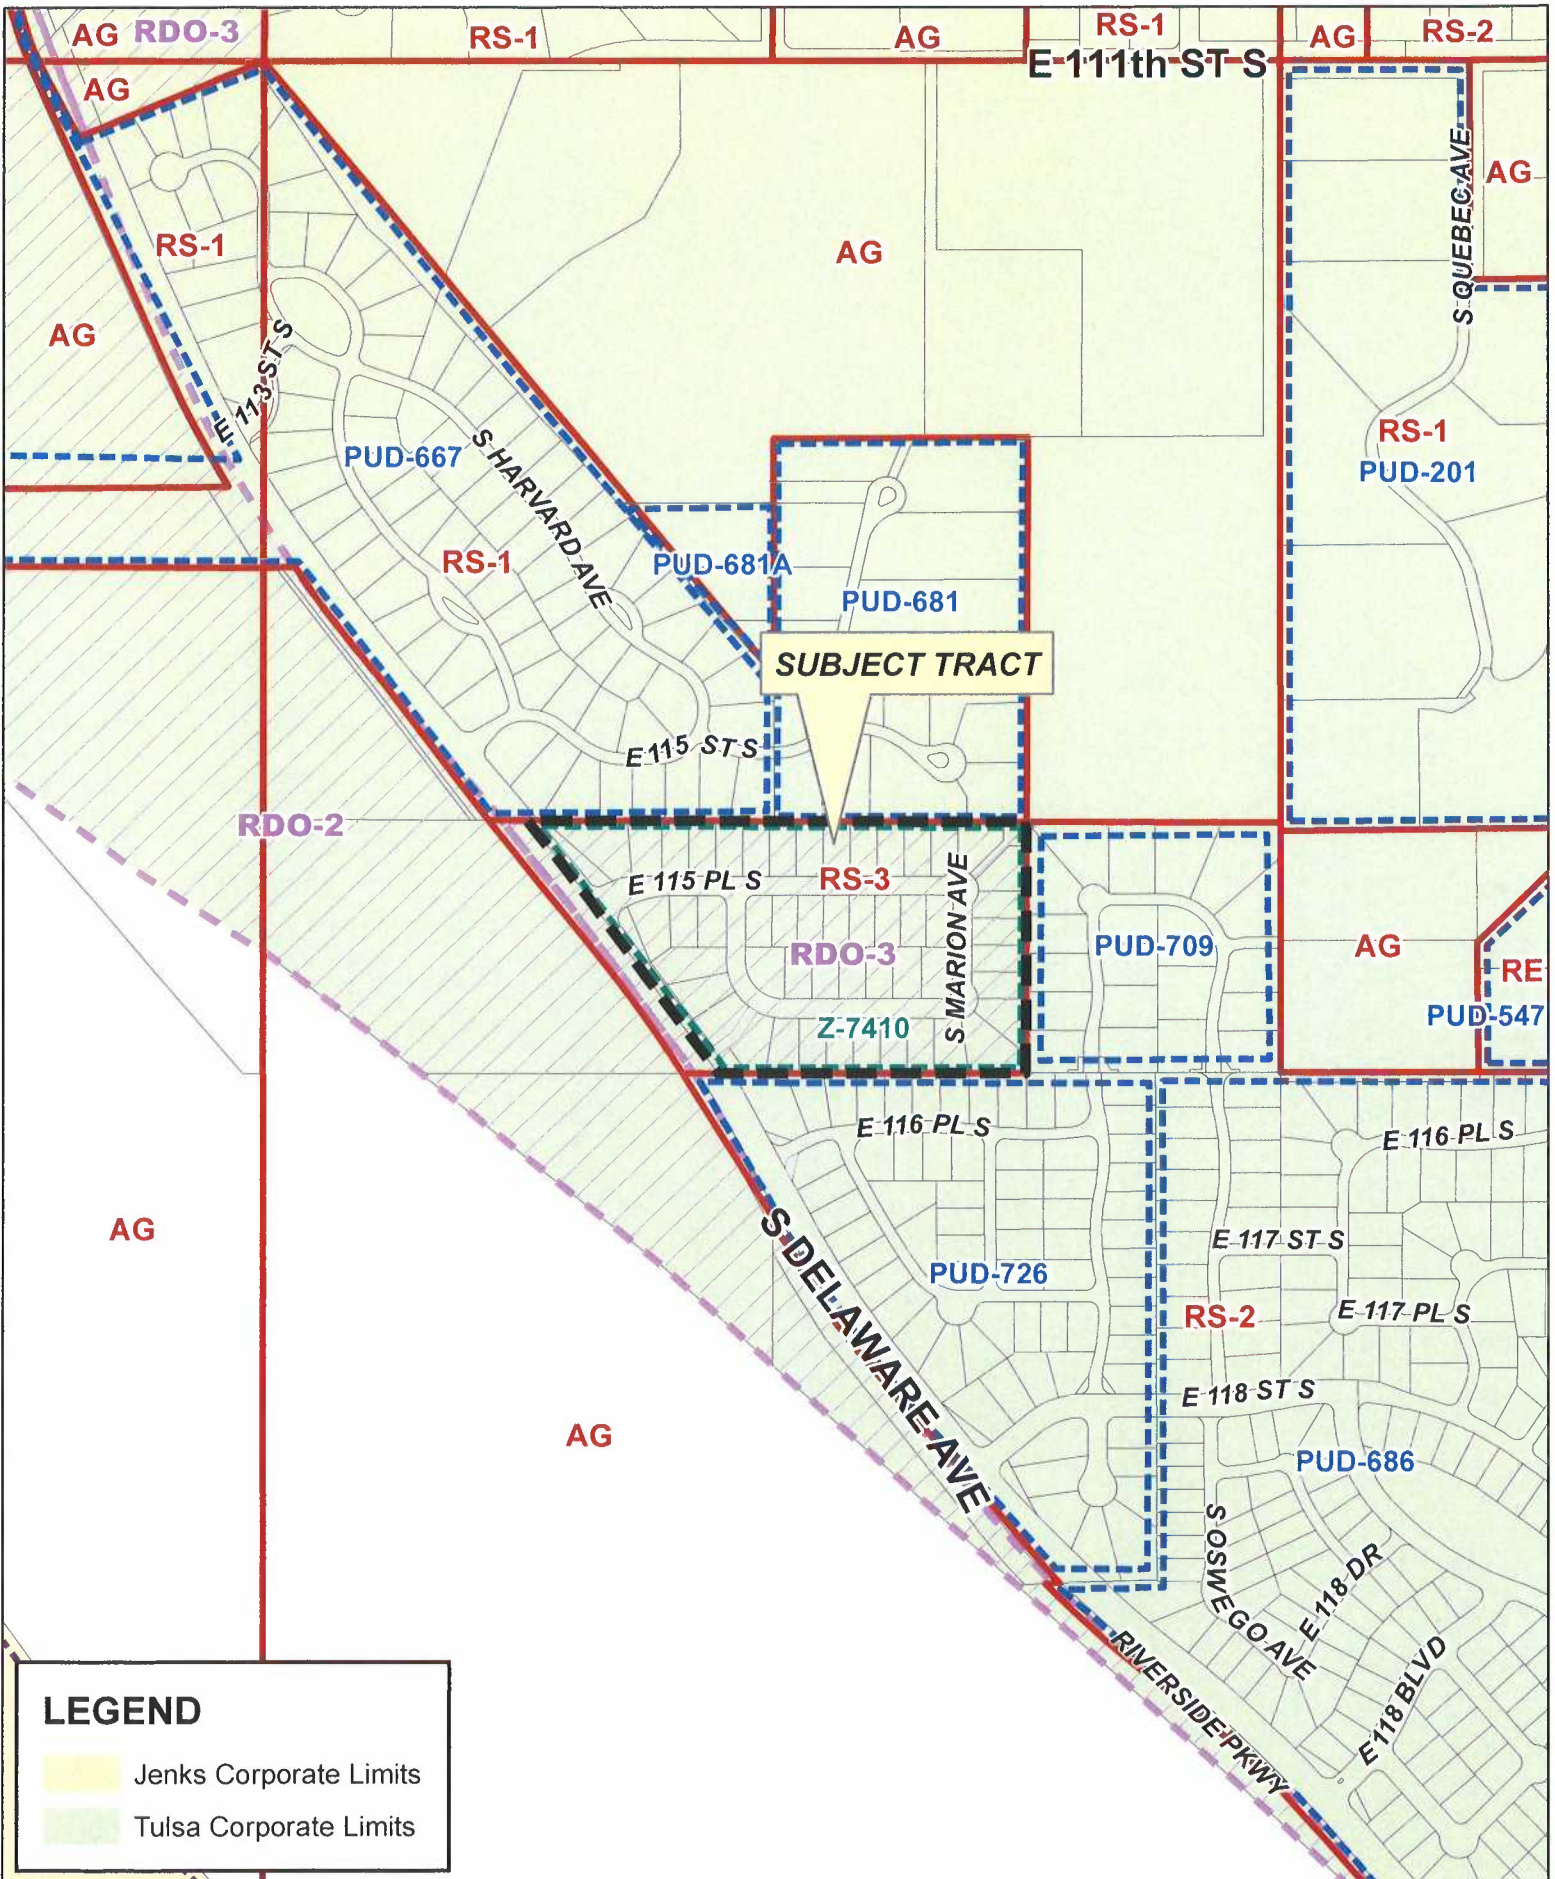 AG
RDO-3
RS-1
AG
RS-1
AG
RS-2
E 111th ST S
AG
S QUEBEC AVE
AG
RS-1
AG
AG
E 113 ST S
PUD-667
S HARVARD AVE
RS-1
PUD-201
RS-1
PUD-681A
PUD-681
SUBJECT TRACT
E 115 ST S
RDO-2
E 115 PL S
RS-3
S MARION AVE
RDO-3
PUD-709
AG
RE
Z-7410
PUD-547
E 116 PL S
E 116 PL S
AG
S DELAWARE AVE
E 117 ST S
PUD-726
RS-2
E 117 PL S
E 118 ST S
AG
PUD-686
S OSWEGO AVE
E 118 DR
RIVERSIDE PKWY
E 118 BLVD
LEGEND
Jenks Corporate Limits
Tulsa Corporate Limits